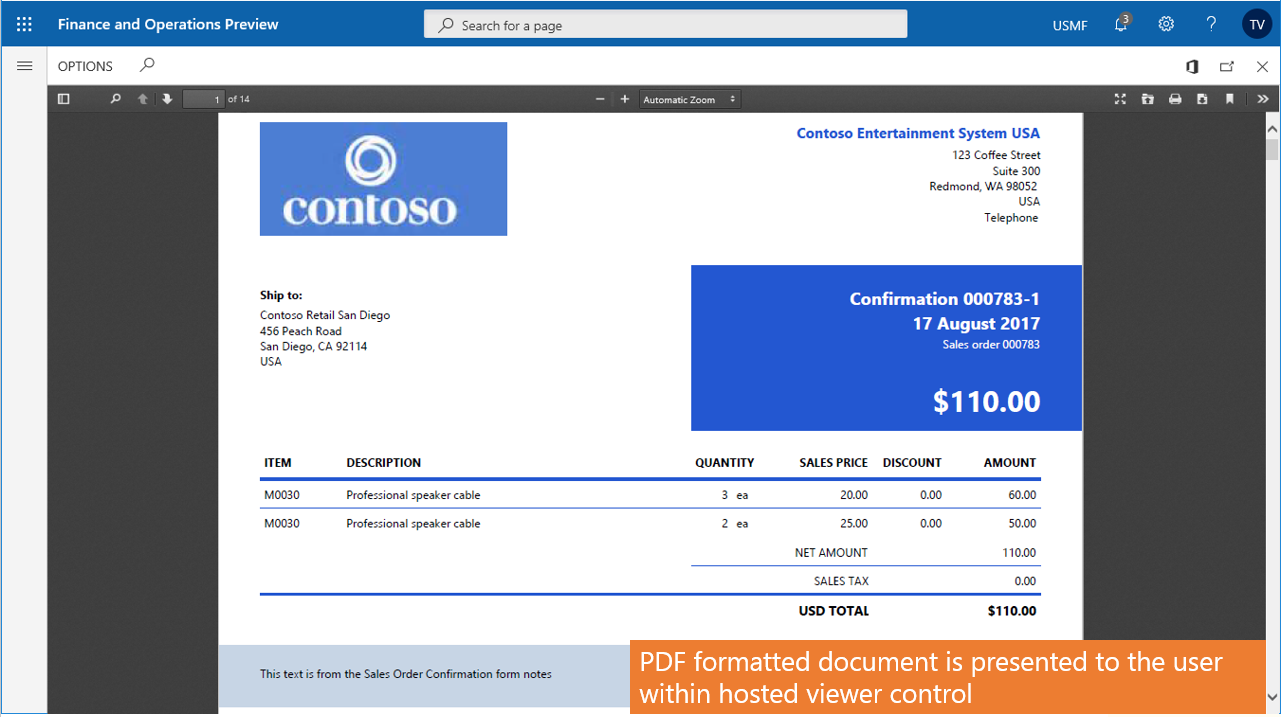 Finance and Operations Preview
Search for a page
USMF
3
?
TV
OPTIONS
1 of 14
Automatic Zoom
contoso
Contoso Entertainment System USA
123 Coffee Street
Suite 300
Redmond, WA 98052
USA
Telephone
Ship to:
Contoso Retail San Diego
456 Peach Road
San Diego, CA 92114
USA
Confirmation 000783-1
17 August 2017
Sales order 000783
$110.00
ITEM DESCRIPTION QUANTITY SALES PRICE DISCOUNT AMOUNT
M0030 Professional speaker cable 3 ea 20.00 0.00 60.00
M0030 Professional speaker cable 2 ea 25.00 0.00 50.00
NET AMOUNT 110.00
SALES TAX 0.00
USD TOTAL $110.00
This text is from the Sales Order Confirmation form notes
PDF formatted document is presented to the user
within hosted viewer control